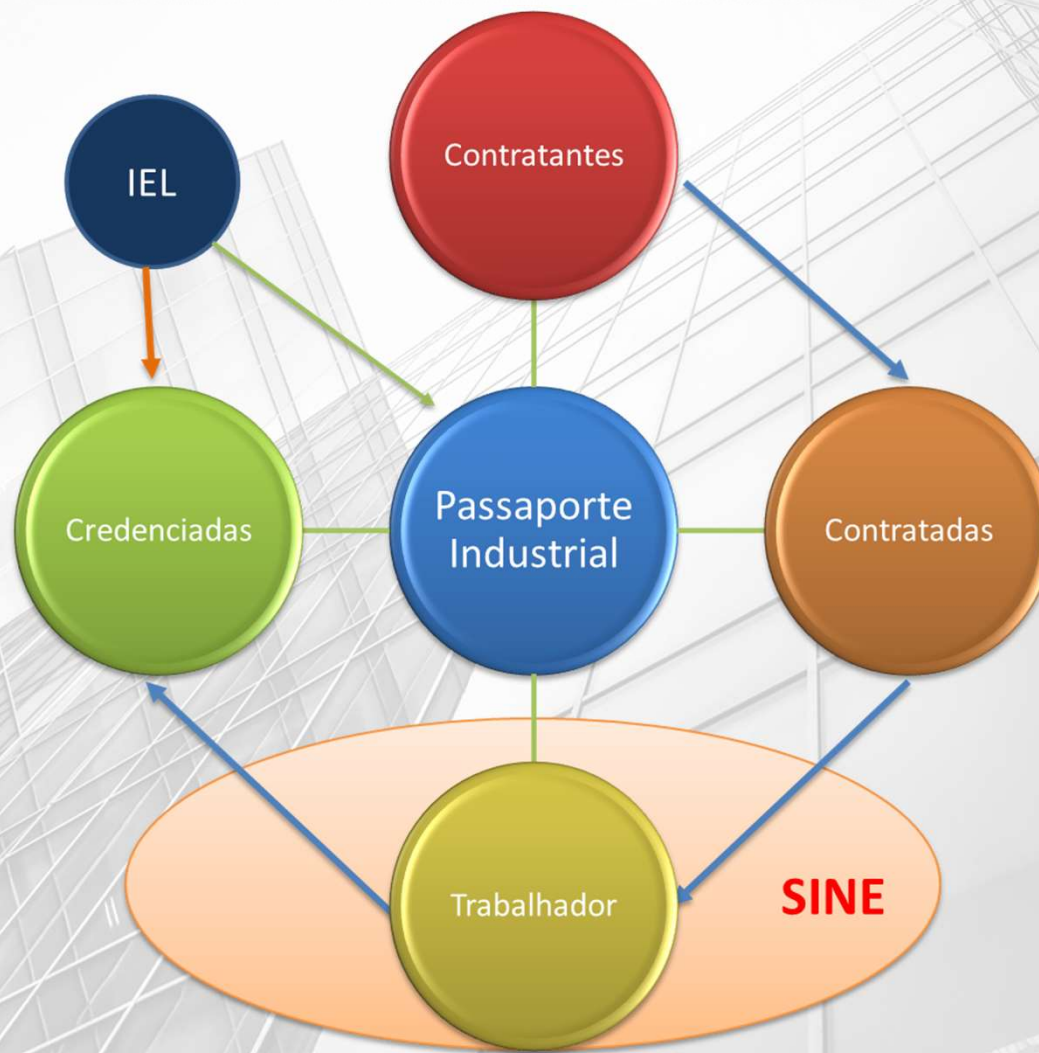 Contratantes
IEL
Credenciadas
Passaporte
Industrial
Contratadas
Trabalhador
SINE